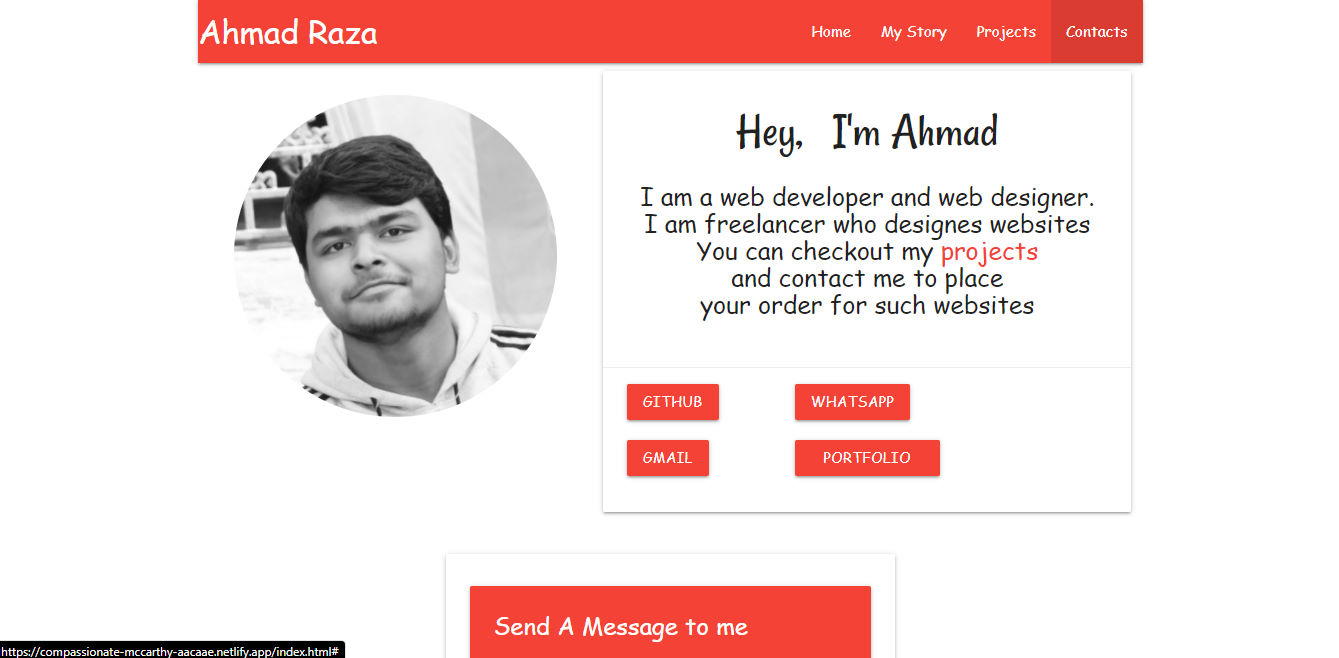 Ahmad Raza
Home My Story Projects Contacts
Hey, I'm Ahmad
I am a web developer and web designer.
I am freelancer who designes websites
You can checkout my projects
and contact me to place
your order for such websites
GITHUB WHATSAPP
GMAIL PORTFOLIO
Send A Message to me
https://compassionate-mccarthy-aacaae.netlify.app/index.html#